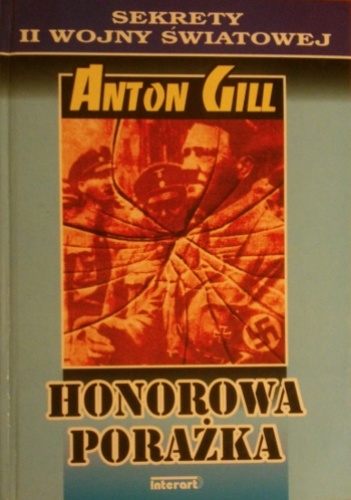 SEKRETY
II WOJNY ŚWIATOWEJ
ANTON GILL
HONOROWA
PORAŻKA
interart